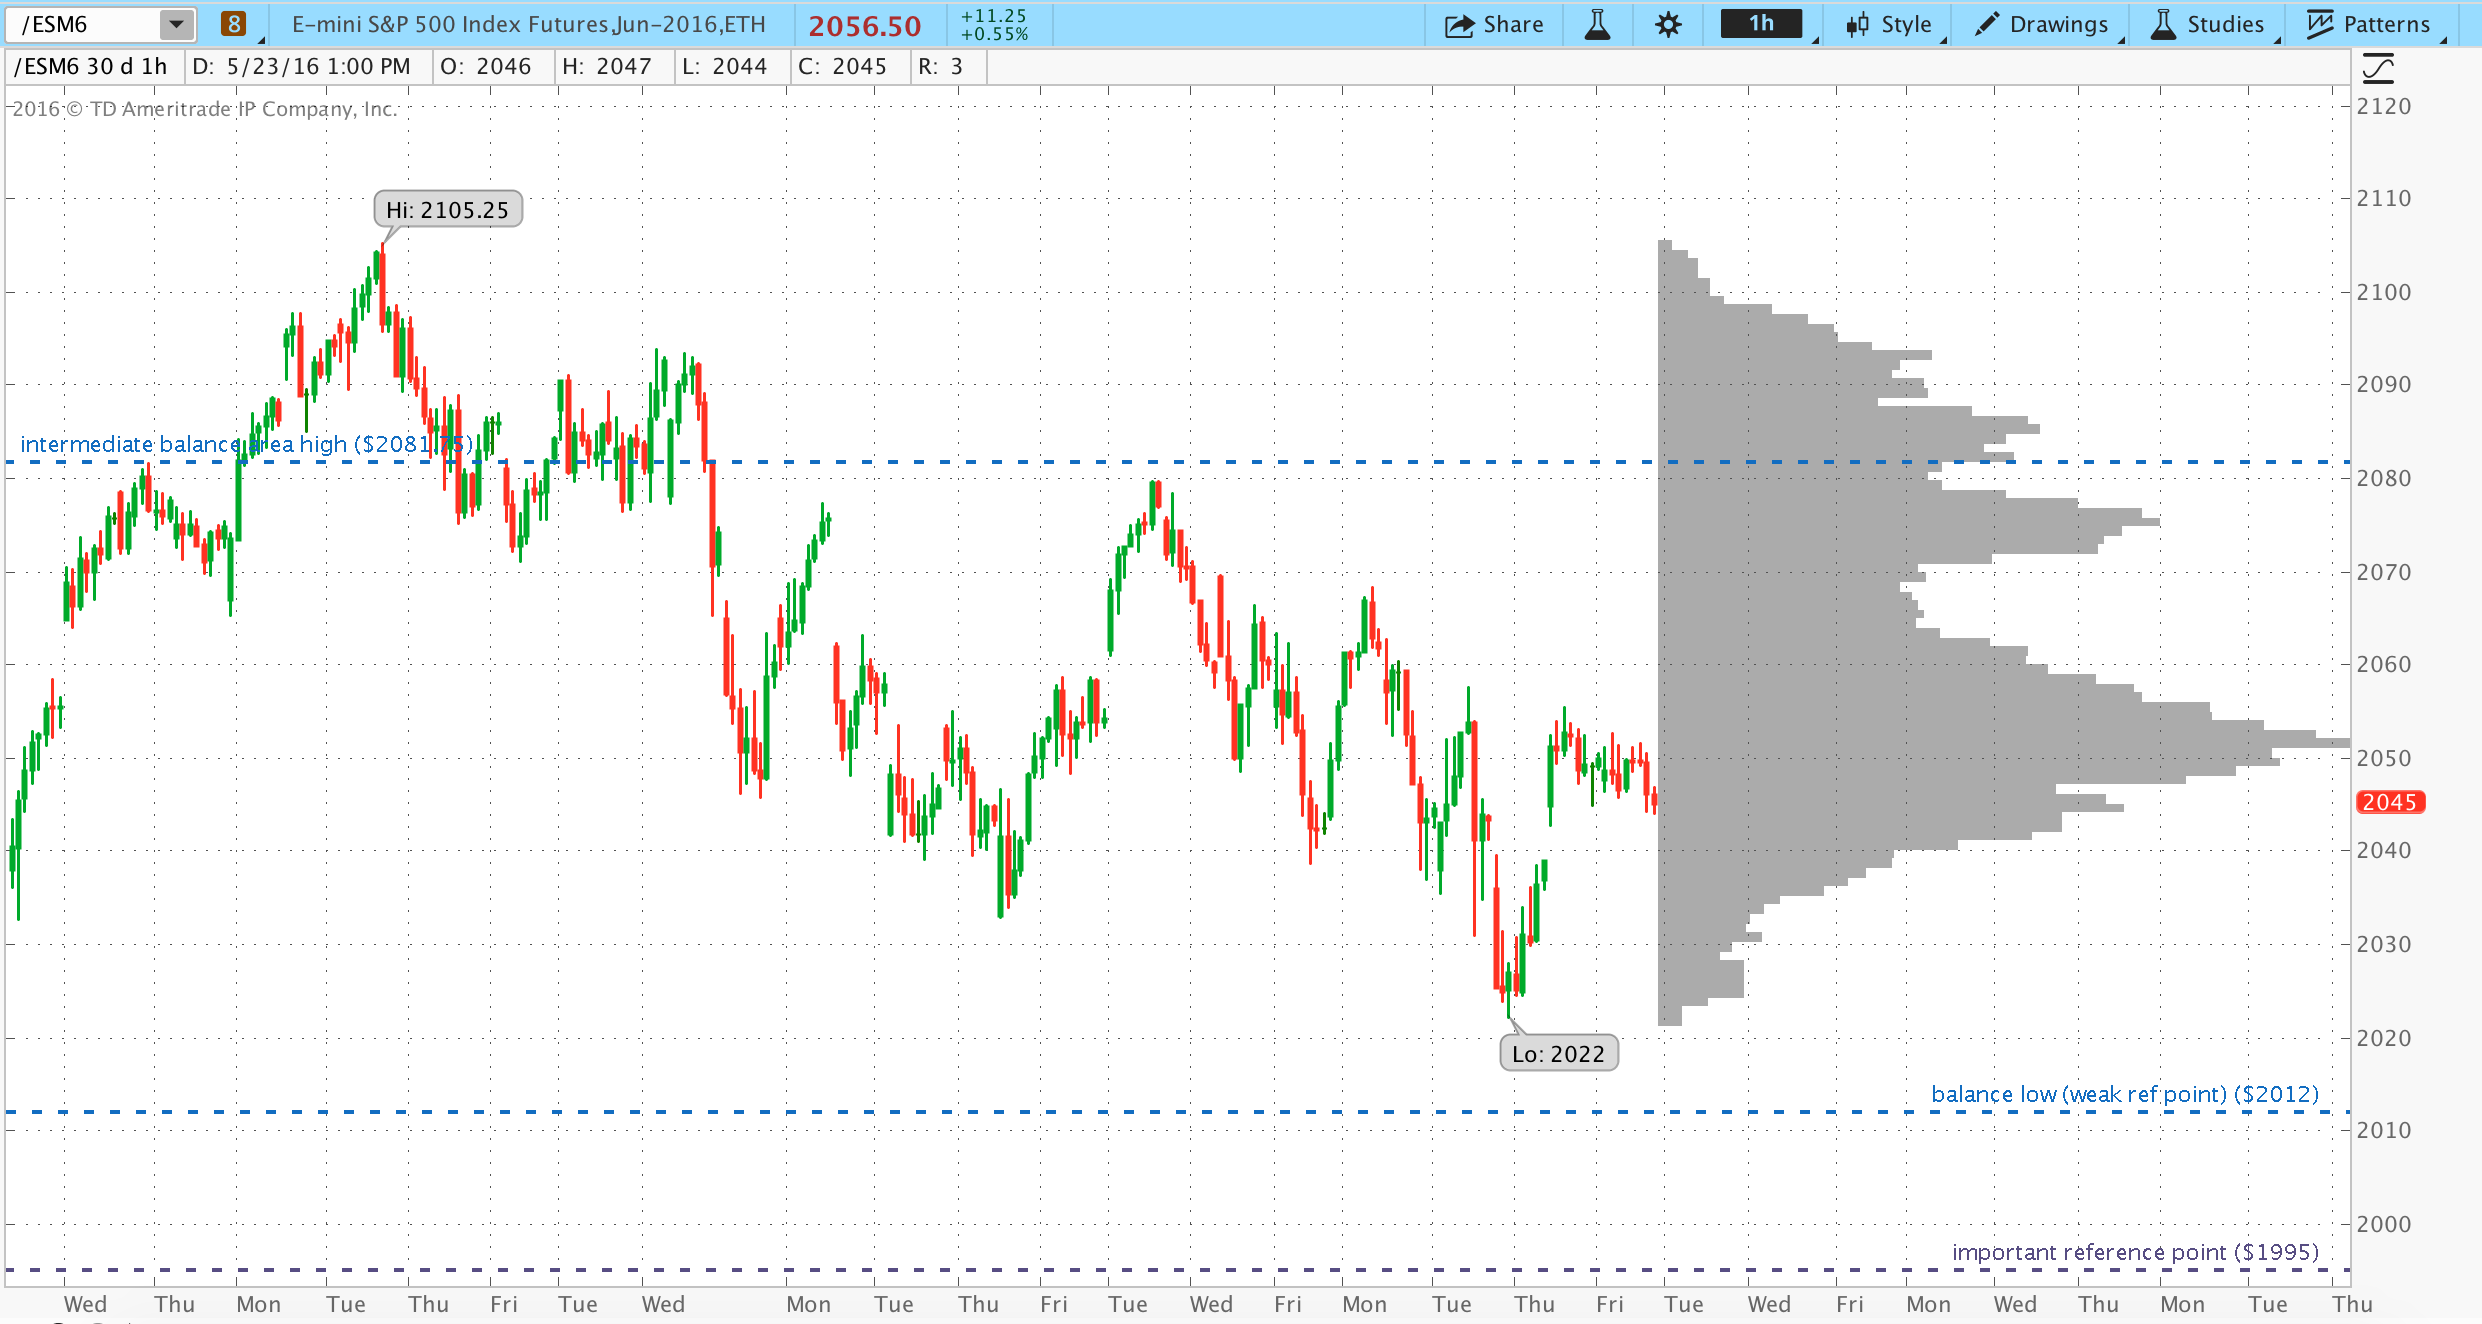 /ESM6 8 E-mini S&P 500 Index Futures,Jun-2016,ETH 2056.50 +11.25 +0.55% Share 1h Style Drawings Studies Patterns
/ESM6 30 d 1h D: 5/23/16 1:00 PM O: 2046 H: 2047 L: 2044 C: 2045 R: 3
2016 © TD Ameritrade IP Company, Inc.
2120
2110
Hi: 2105.25
2100
2090
intermediate balance area high ($2081.75)
2080
2070
2060
2050
2045
2040
2030
2020
Lo: 2022
balance low (weak ref point) ($2012)
2010
2000
important reference point ($1995)
Wed Thu Mon Tue Thu Fri Tue Wed Mon Tue Thu Fri Tue Wed Fri Mon Tue Thu Fri Tue Wed Fri Mon Wed Thu Mon Tue Thu